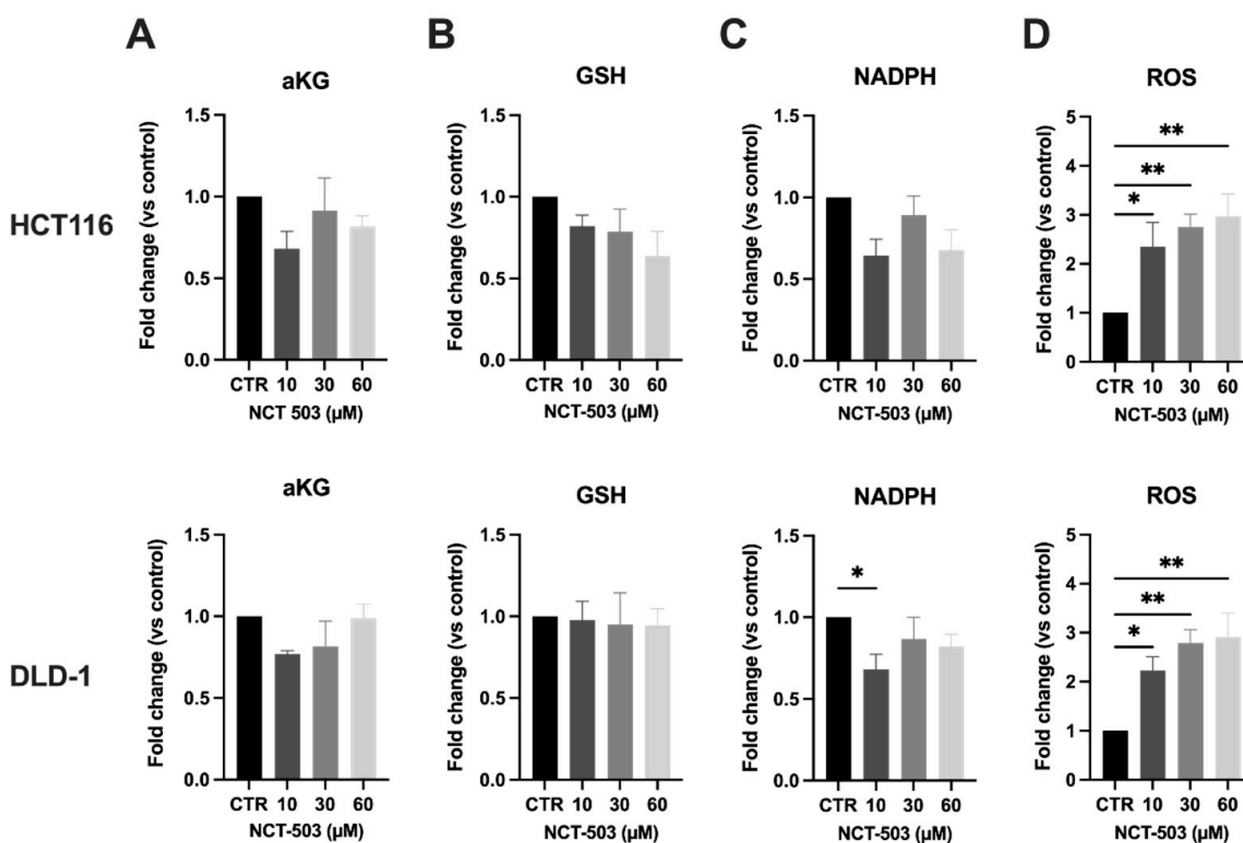 A
B
C
D
HCT116
aKG
Fold change (vs control)
1.5
1.0
0.5
0.0
CTR 10 30 60
NCT 503 (µM)
GSH
Fold change (vs control)
1.5
1.0
0.5
0.0
CTR 10 30 60
NCT-503 (µM)
NADPH
Fold change (vs control)
1.5
1.0
0.5
0.0
CTR 10 30 60
NCT-503 (µM)
ROS
Fold change (vs control)
5
4
3
2
1
0
**
**
*
CTR 10 30 60
NCT-503 (µM)
DLD-1
aKG
Fold change (vs control)
1.5
1.0
0.5
0.0
CTR 10 30 60
NCT-503 (µM)
GSH
Fold change (vs control)
1.5
1.0
0.5
0.0
CTR 10 30 60
NCT-503 (µM)
NADPH
Fold change (vs control)
1.5
1.0
0.5
0.0
*
CTR 10 30 60
NCT-503 (µM)
ROS
Fold change (vs control)
5
4
3
2
1
0
**
**
*
CTR 10 30 60
NCT-503 (µM)